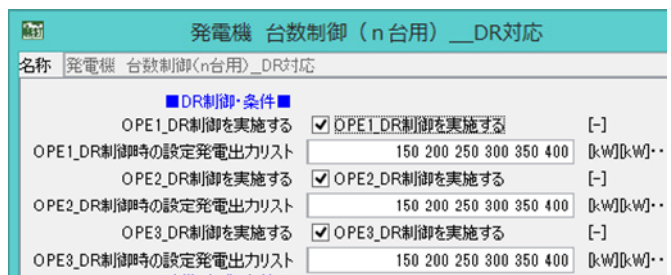 発電機 台数制御（n台用）__DR対応
名称 発電機 台数制御(n台用)_DR対応
■DR制御・条件■
OPE1_DR制御を実施する OPE1_DR制御を実施する [-]
OPE1_DR制御時の設定発電出力リスト 150 200 250 300 350 400 [kW][kW]・・
OPE2_DR制御を実施する OPE2_DR制御を実施する [-]
OPE2_DR制御時の設定発電出力リスト 150 200 250 300 350 400 [kW][kW]・・
OPE3_DR制御を実施する OPE3_DR制御を実施する [-]
OPE3_DR制御時の設定発電出力リスト 150 200 250 300 350 400 [kW][kW]・・